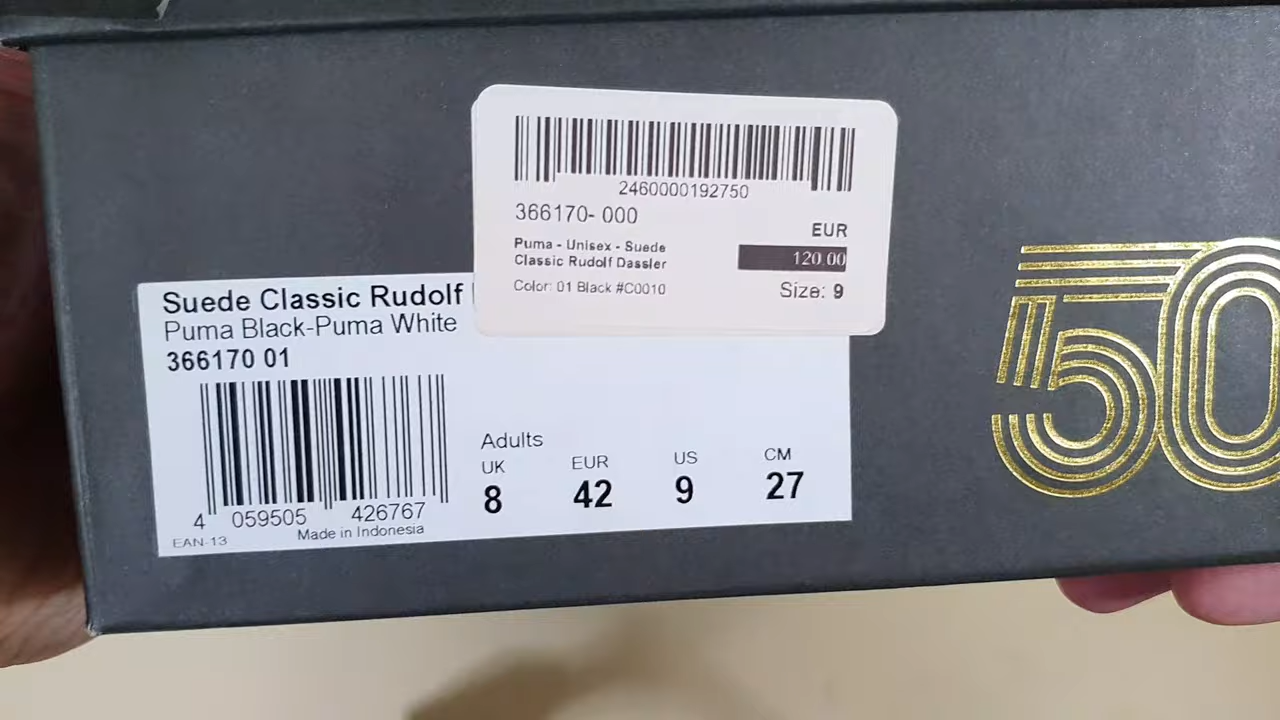 2460000192750
366170- 000
EUR
Puma - Unisex - Suede
Classic Rudolf Dassler
120.00
Color: 01 Black #C0010
Size: 9
Suede Classic Rudolf
Puma Black-Puma White
366170 01
4 059505 426767
EAN-13
Made in Indonesia
Adults
UK EUR US CM
8 42 9 27
50